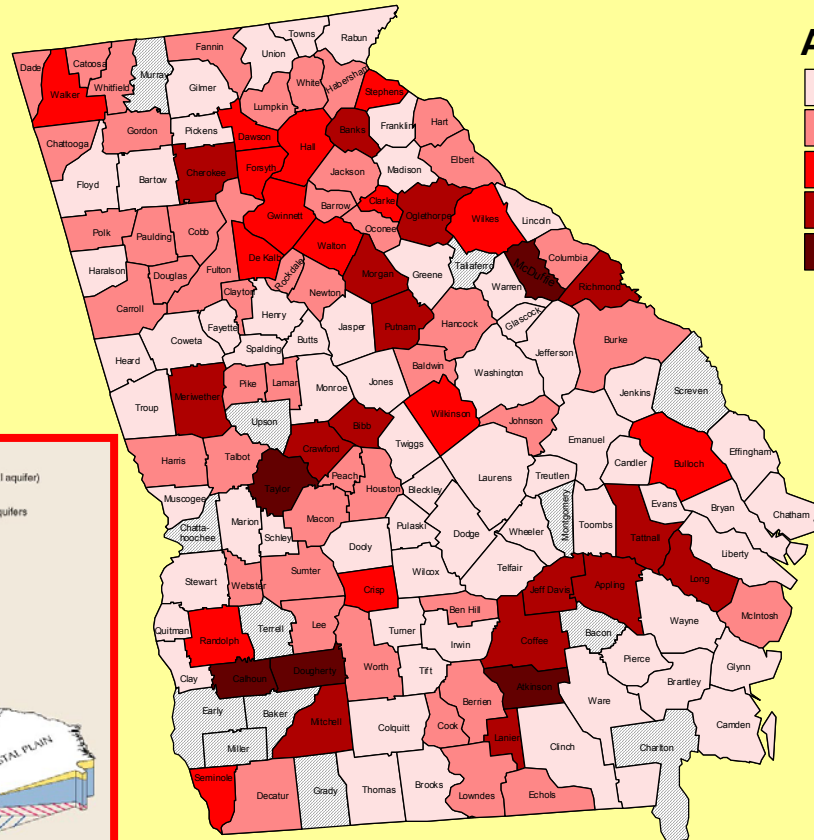 A
Towns
Rabun
Fannin
Union
Dade
Catoosa
Murray
Whitfield
Walker
Gilmer
White
Habersham
Stephens
Lumpkin
Chattooga
Gordon
Pickens
Dawson
Hall
Banks
Franklin
Hart
Floyd
Bartow
Cherokee
Forsyth
Jackson
Madison
Elbert
Polk
Paulding
Cobb
Gwinnett
Barrow
Clarke
Oconee
Oglethorpe
Wilkes
Lincoln
Haralson
Douglas
Fulton
De Kalb
Rockdale
Walton
Morgan
Greene
Taliaferro
McDuffie
Columbia
Carroll
Clayton
Newton
Warren
Richmond
Heard
Coweta
Fayette
Henry
Spalding
Butts
Jasper
Putnam
Hancock
Glascock
Jefferson
Burke
Troup
Meriwether
Pike
Lamar
Monroe
Jones
Baldwin
Washington
Jenkins
Screven
Upson
Bibb
Wilkinson
Johnson
Emanuel
Harris
Talbot
Crawford
Twiggs
Laurens
Treutlen
Candler
Bulloch
Effingham
l aquifer)
uifers
Muscogee
Taylor
Peach
Houston
Bleckley
Chatta-
hoochee
Marion
Schley
Macon
Pulaski
Dodge
Wheeler
Montgomery
Toombs
Evans
Bryan
Chatham
Tattnall
Liberty
Stewart
Webster
Sumter
Dody
Wilcox
Telfair
Crisp
Jeff Davis
Appling
Long
Quitman
Randolph
Terrell
Lee
Turner
Ben Hill
Irwin
Coffee
Bacon
Wayne
McIntosh
Clay
Calhoun
Dougherty
Worth
Tift
Atkinson
Pierce
Brantley
Glynn
Early
Baker
Mitchell
Berrien
Ware
Camden
Miller
Colquitt
Cook
Lanier
Clinch
Charlton
STAL PLAIN
Seminole
Decatur
Grady
Thomas
Brooks
Lowndes
Echols